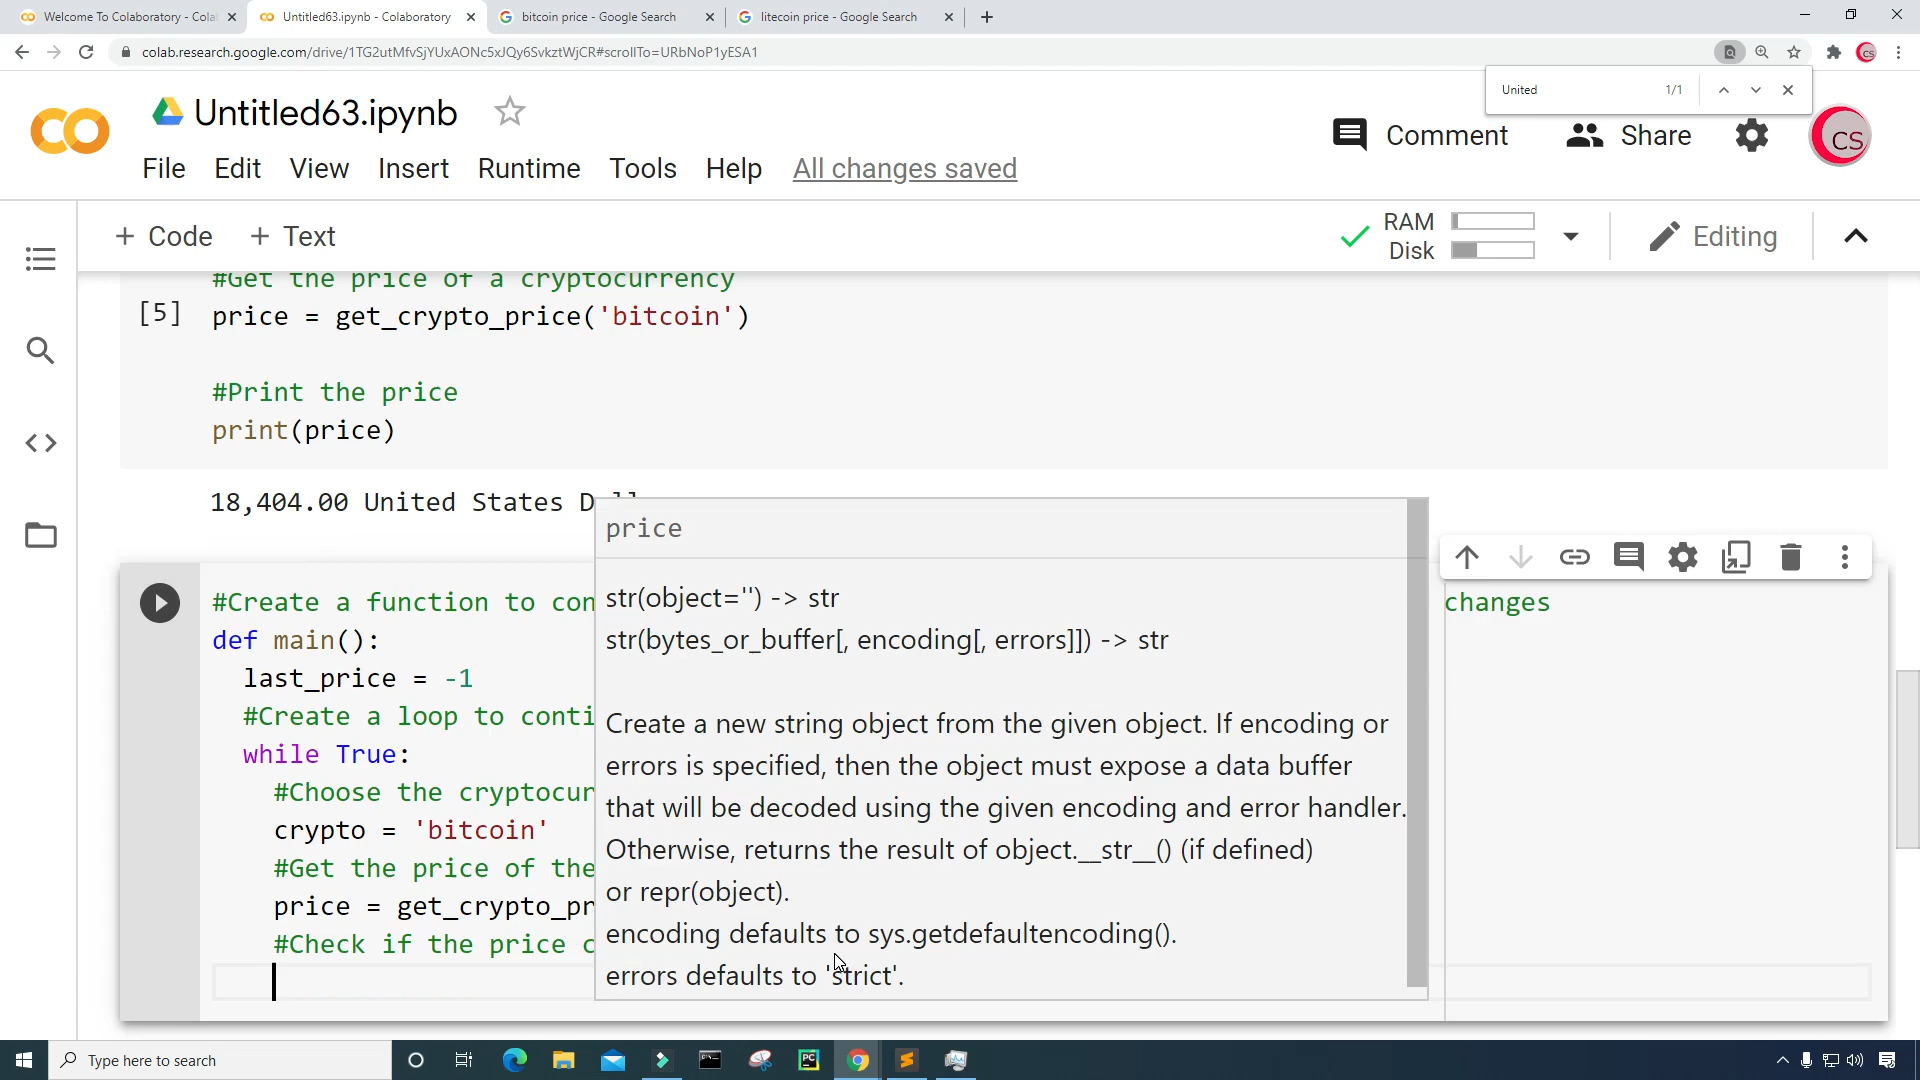 Welcome To Colaboratory - Cola
Untitled63.ipynb - Colaboratory
bitcoin price - Google Search
litecoin price - Google Search
colab.research.google.com/drive/1TG2utMfvSjYUxAONc5xJQy6SvkztWjCR#scrollTo=URbNoP1yESA1
United 1/1
Untitled63.ipynb
Comment Share CS
File Edit View Insert Runtime Tools Help All changes saved
+ Code + Text RAM Disk Editing
#Get the price of a cryptocurrency
[5] price = get_crypto_price('bitcoin')
#Print the price
print(price)
18,404.00 United States Doll
price
str(object='') -> str
str(bytes_or_buffer[, encoding[, errors]]) -> str
Create a new string object from the given object. If encoding or
errors is specified, then the object must expose a data buffer
that will be decoded using the given encoding and error handler.
Otherwise, returns the result of object.__str__() (if defined)
or repr(object).
encoding defaults to sys.getdefaultencoding().
errors defaults to 'strict'.
#Create a function to con changes
def main():
last_price = -1
#Create a loop to conti
while True:
#Choose the cryptocur
crypto = 'bitcoin'
#Get the price of the
price = get_crypto_pr
#Check if the price c
Type here to search